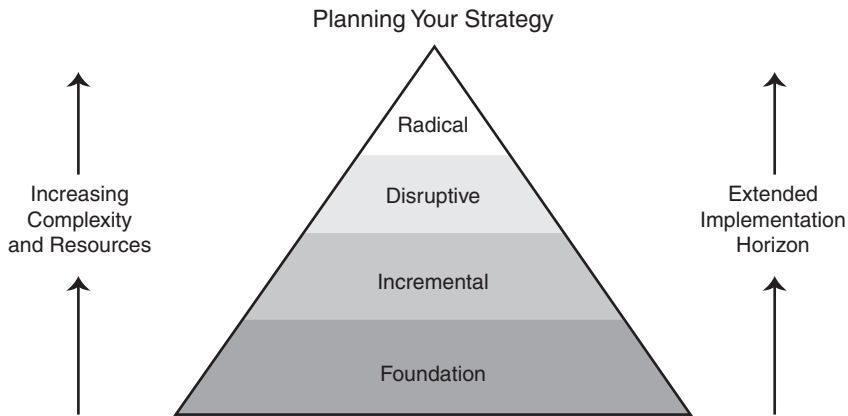 Planning Your Strategy
Radical
Disruptive
Incremental
Foundation
Increasing
Complexity
and Resources
Extended
Implementation
Horizon